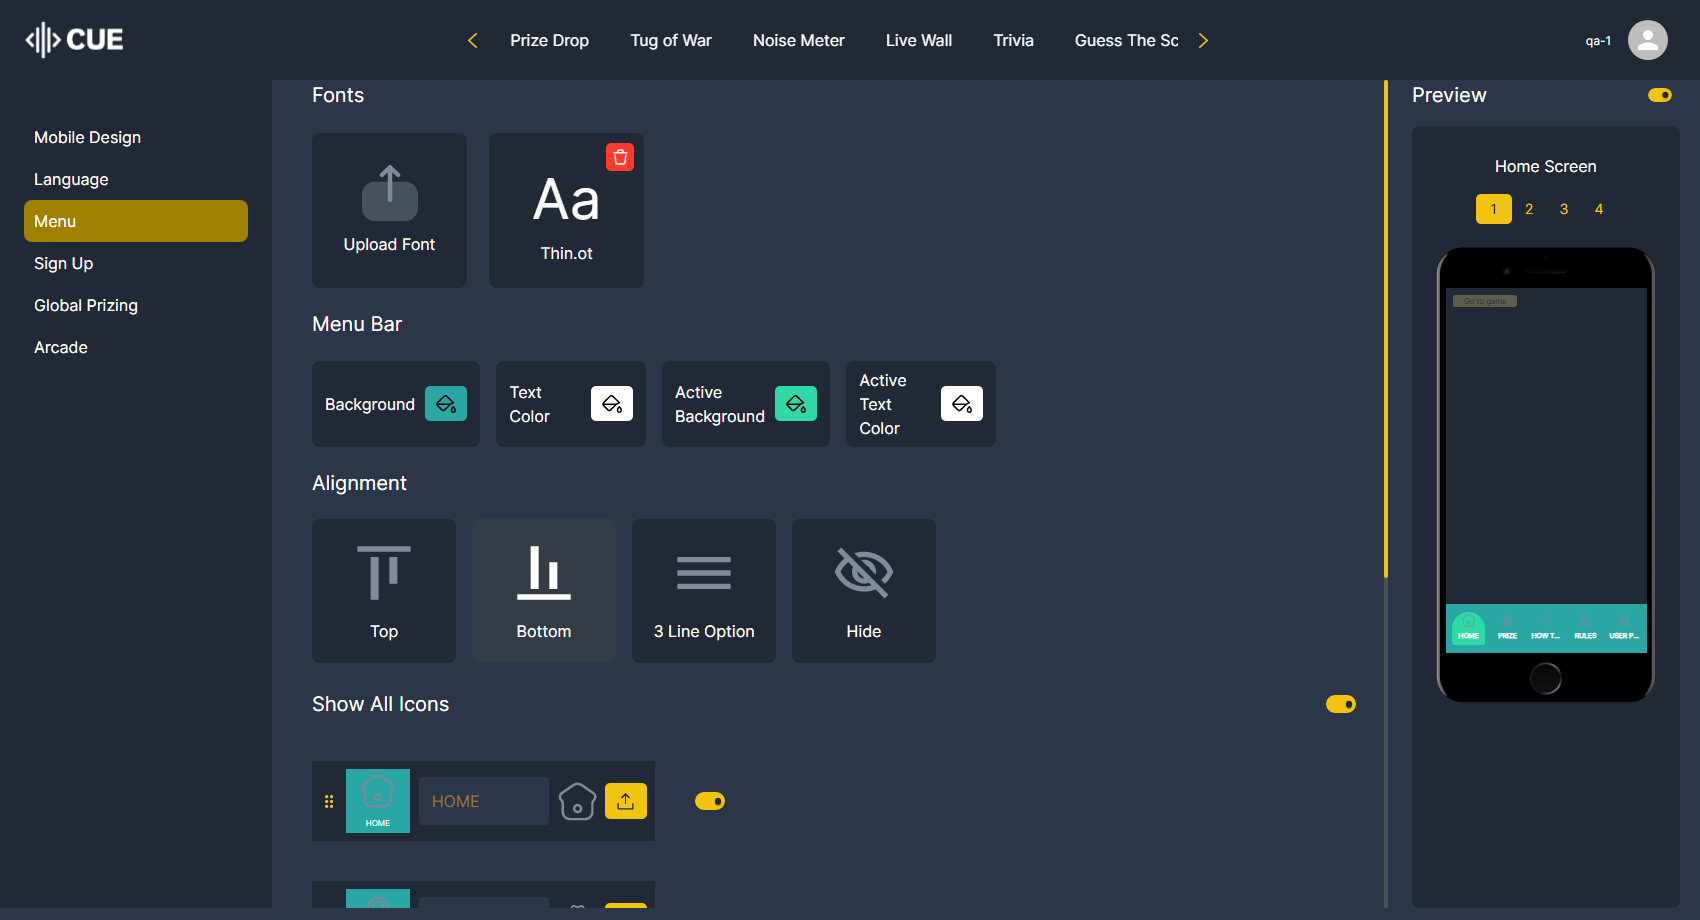 CUE
Prize Drop
Tug of War
Noise Meter
Live Wall
Trivia
Guess The Sc
qa-1
Mobile Design
Language
Menu
Sign Up
Global Prizing
Arcade
Fonts
Upload Font
Aa
Thin.ot
Menu Bar
Background
Text
Color
Active
Background
Active
Text
Color
Alignment
Top
Bottom
3 Line Option
Hide
Show All Icons
HOME
HOME
Preview
Home Screen
1 2 3 4
Go to game
HOME PRIZE HOW T... RULES USER P...